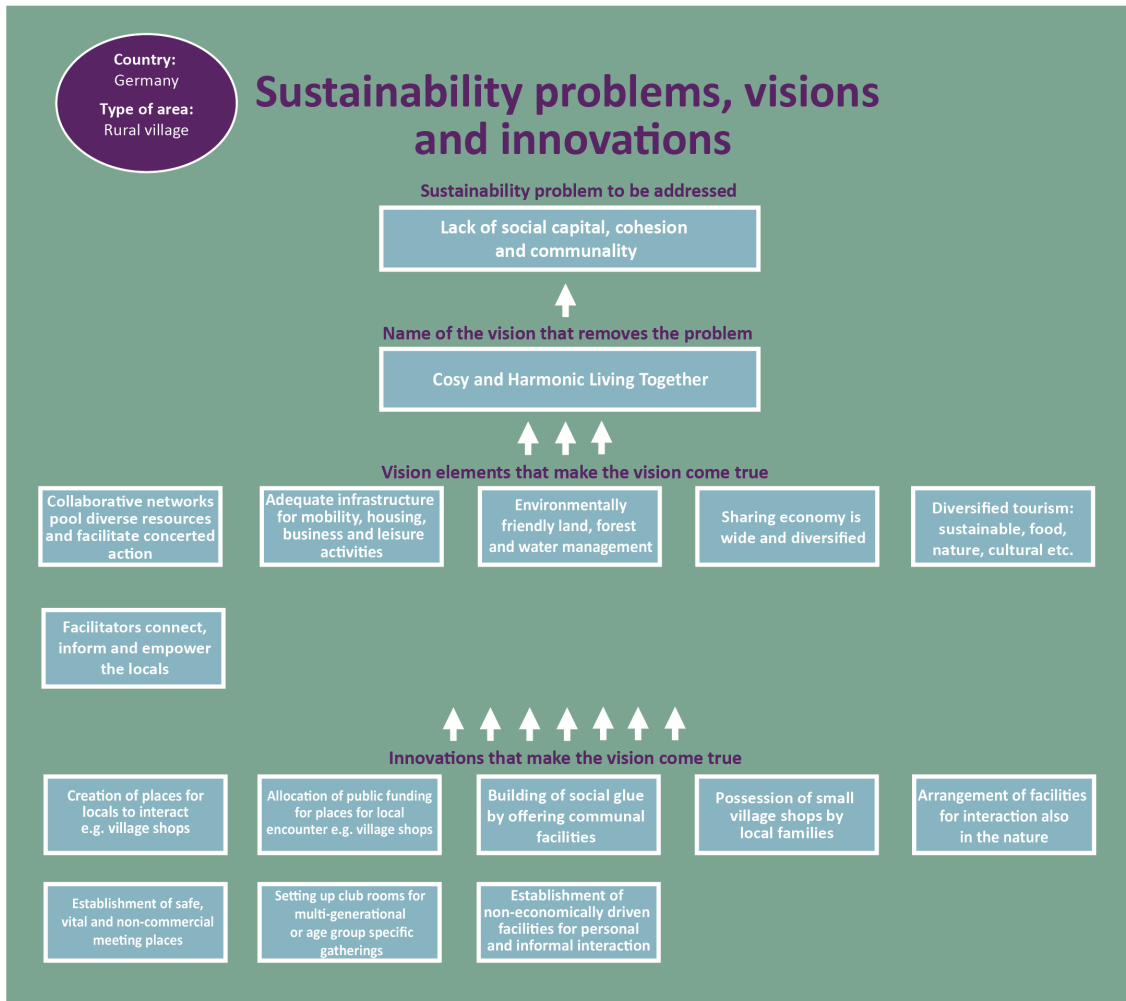 Country:
Germany
Type of area:
Rural village
Sustainability problems, visions
and innovations
Sustainability problem to be addressed
Lack of social capital, cohesion
and communality
Name of the vision that removes the problem
Cosy and Harmonic Living Together
Vision elements that make the vision come true
Collaborative networks
pool diverse resources
and facilitate concerted
action
Adequate infrastructure
for mobility, housing,
business and leisure
activities
Environmentally
friendly land, forest
and water management
Sharing economy is
wide and diversified
Diversified tourism:
sustainable, food,
nature, cultural etc.
Facilitators connect,
inform and empower
the locals
Innovations that make the vision come true
Creation of places for
locals to interact
e.g. village shops
Allocation of public funding
for places for local
encounter e.g. village shops
Building of social glue
by offering communal
facilities
Possession of small
village shops by
local families
Arrangement of facilities
for interaction also
in the nature
Establishment of safe,
vital and non-commercial
meeting places
Setting up club rooms for
multi-generational
or age group specific
gatherings
Establishment of
non-economically driven
facilities for personal
and informal interaction